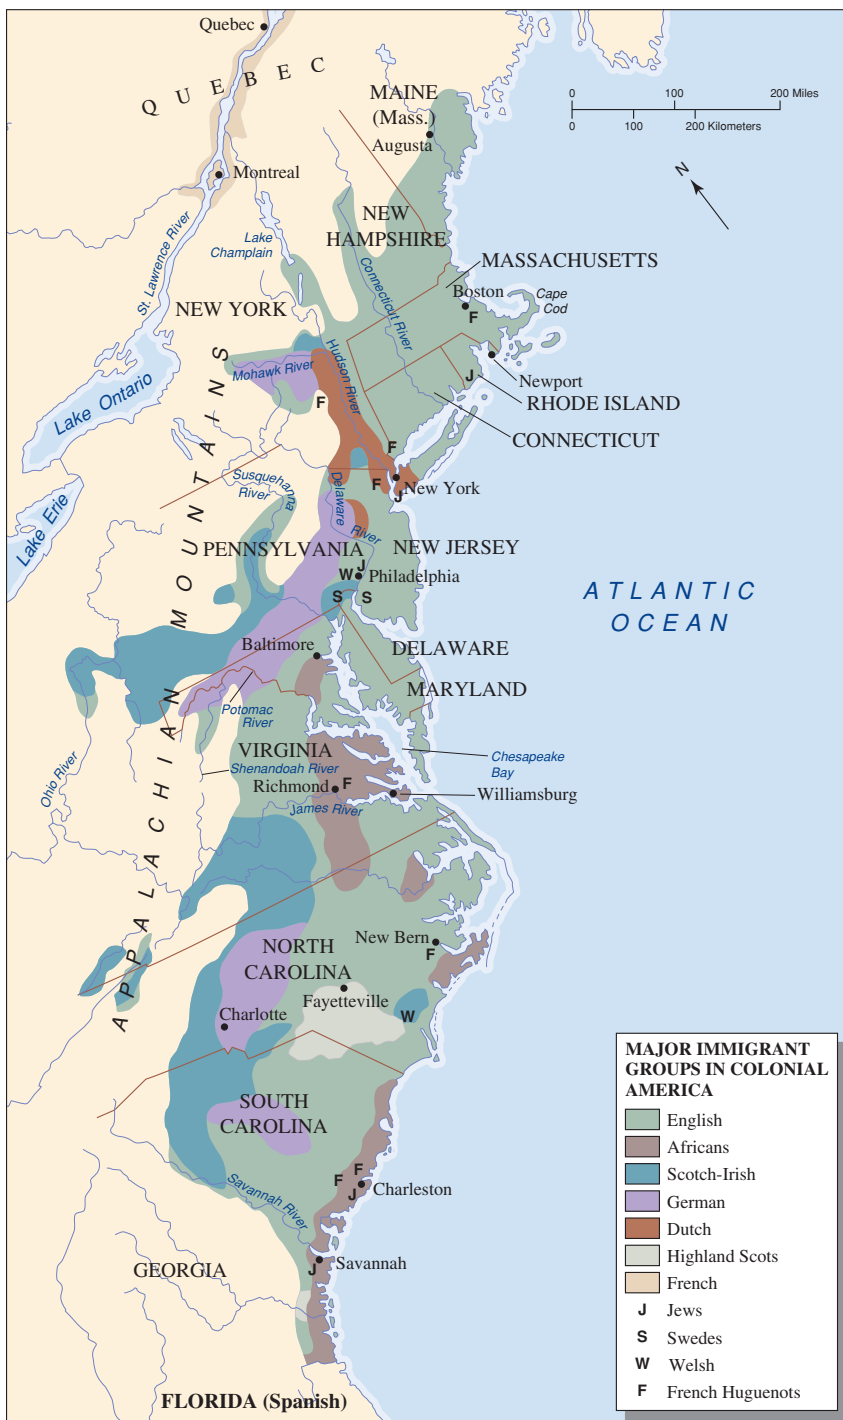 Quebec
QUEBEC
MAINE
(Mass.)
Augusta
0 100 200 Miles
0 100 200 Kilometers
N
Montreal
St. Lawrence River
Lake
Champlain
NEW
HAMPSHIRE
Connecticut River
MASSACHUSETTS
Boston
F
Cape
Cod
NEW YORK
Hudson River
Mohawk River
Newport
J
RHODE ISLAND
CONNECTICUT
Lake Ontario
F
F
F
New York
J
Lake Erie
APPALACHIAN MOUNTAINS
Susquehanna
River
Delaware
River
PENNSYLVANIA
NEW JERSEY
J
W
Philadelphia
S
S
ATLANTIC
OCEAN
Baltimore
DELAWARE
MARYLAND
Potomac
River
Ohio River
VIRGINIA
Shenandoah River
Chesapeake
Bay
Richmond
F
Williamsburg
James River
New Bern
F
NORTH
CAROLINA
Fayetteville
Charlotte
W
SOUTH
CAROLINA
F
F
J
Charleston
Savannah River
Savannah
J
GEORGIA
FLORIDA (Spanish)
MAJOR IMMIGRANT
GROUPS IN COLONIAL
AMERICA
English
Africans
Scotch-Irish
German
Dutch
Highland Scots
French
J Jews
S Swedes
W Welsh
F French Huguenots